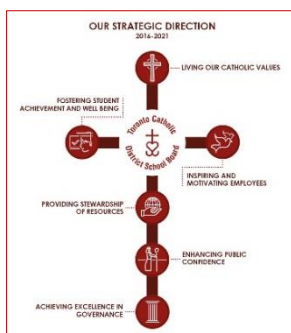 OUR STRATEGIC DIRECTION
2016-2021
LIVING OUR CATHOLIC VALUES
FOSTERING STUDENT
ACHIEVEMENT AND WELL BEING
Toronto Catholic
District School Board
INSPIRING AND
MOTIVATING EMPLOYEES
PROVIDING STEWARDSHIP
OF RESOURCES
ENHANCING PUBLIC
CONFIDENCE
ACHIEVING EXCELLENCE IN
GOVERNANCE